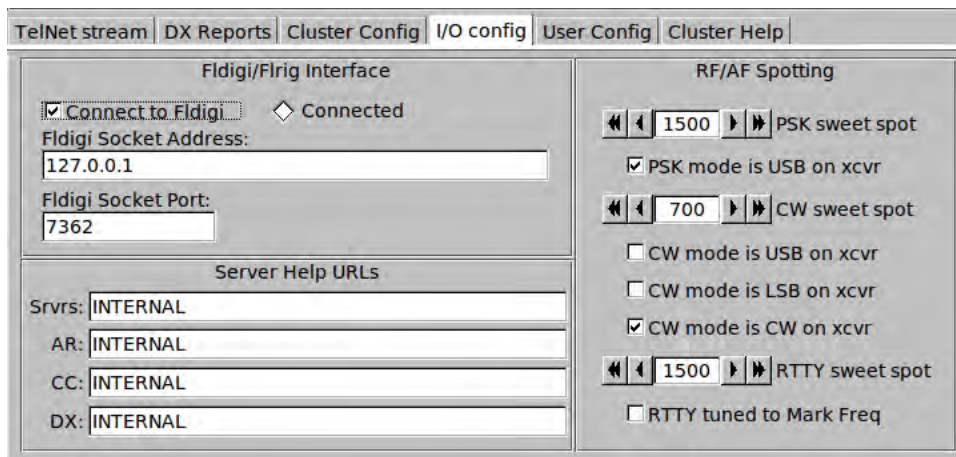 TelNet stream DX Reports Cluster Config I/O config User Config Cluster Help
Fldigi/Flrig Interface
Connect to Fldigi Connected
Fldigi Socket Address:
127.0.0.1
Fldigi Socket Port:
7362
Server Help URLs
Srvrs: INTERNAL
AR: INTERNAL
CC: INTERNAL
DX: INTERNAL
RF/AF Spotting
1500 PSK sweet spot
PSK mode is USB on xcvr
700 CW sweet spot
CW mode is USB on xcvr
CW mode is LSB on xcvr
CW mode is CW on xcvr
1500 RTTY sweet spot
RTTY tuned to Mark Freq